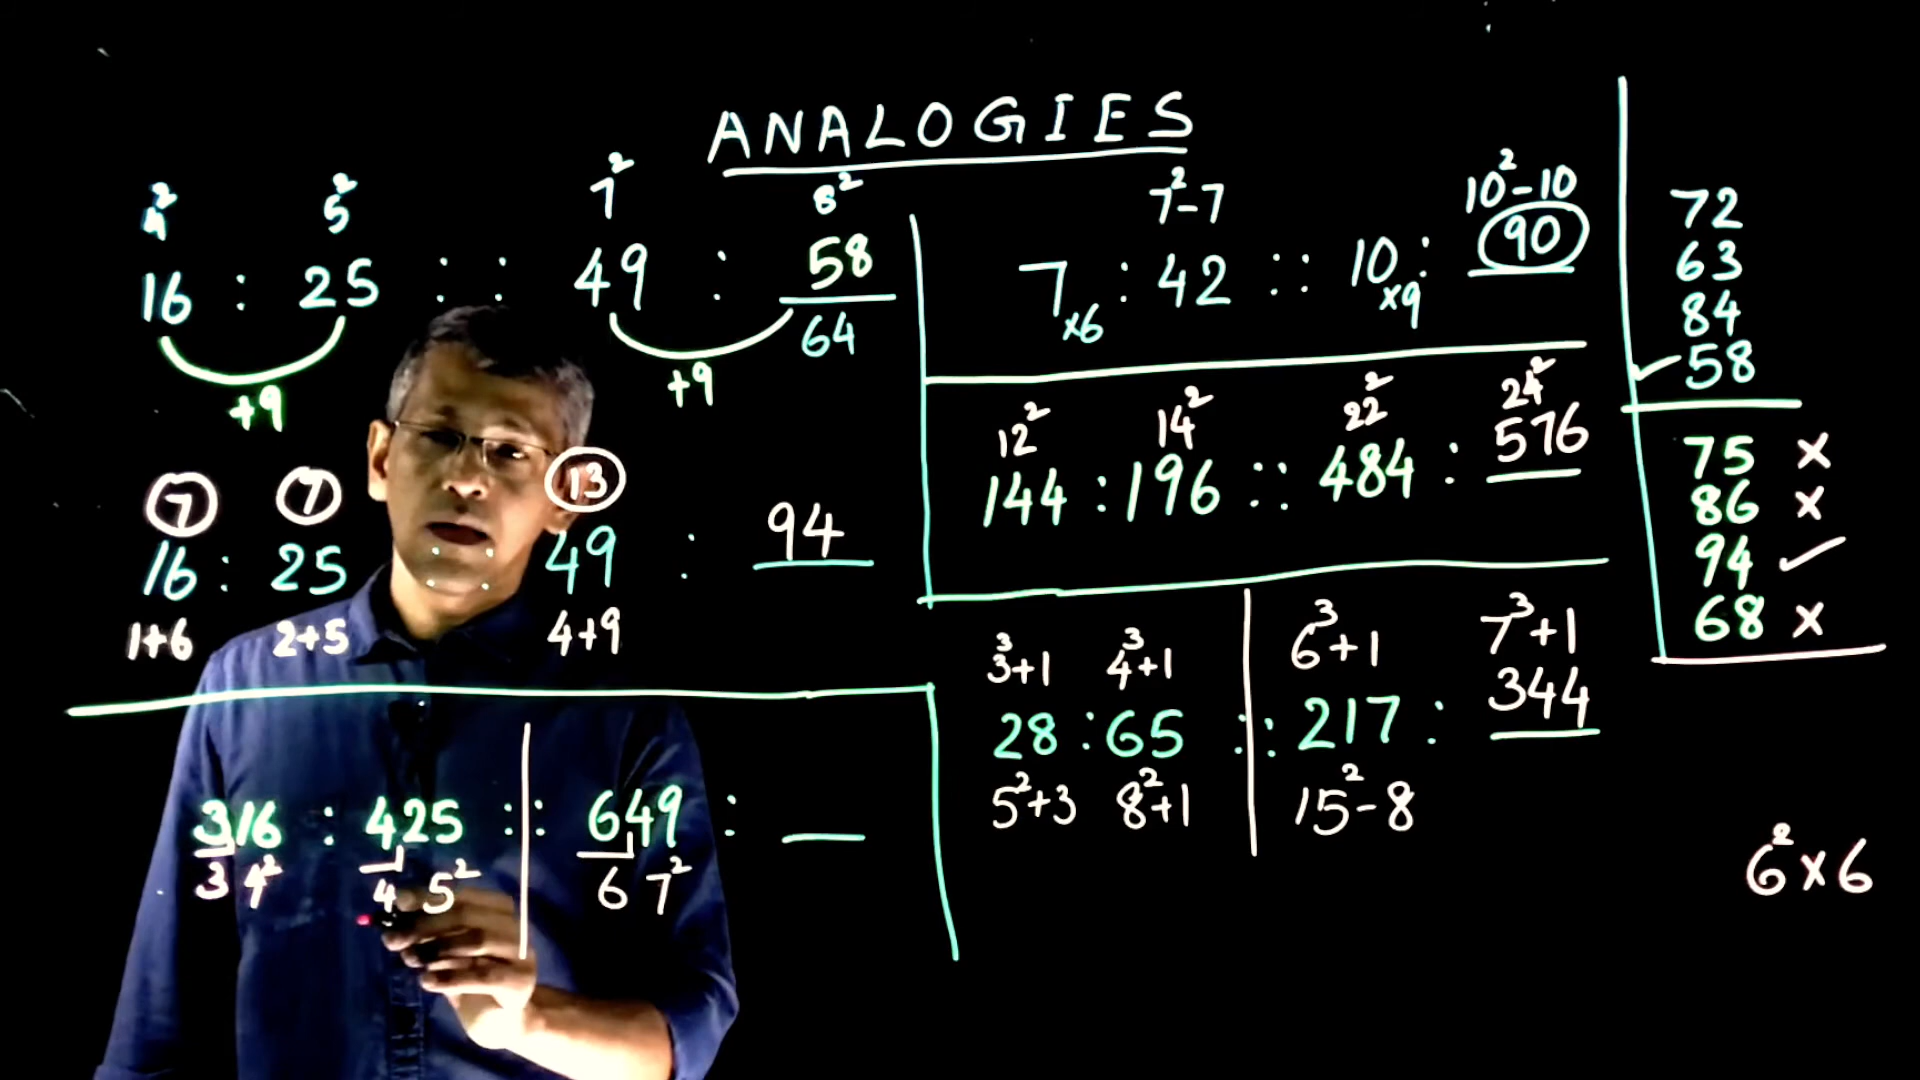 ANALOGIES
4² 5² 7² 8²
16 : 25 :: 49 : 58
64
+9 +9
7² - 7 10² - 10
7 : 42 :: 10 : 90
×6 ×9
12² 14² 22² 24²
144 : 196 :: 484 : 576
7 7 13
16 : 25 49 : 94
1+6 2+5 4+9
3³+1 4³+1 6³+1 7³+1
28 : 65 :: 217 : 344
5²+3 8²+1 15²-8
316 : 425 :: 649 : __
3 4² 4 5² 6 7²
72
63
84
✓58
75 ×
86 ×
94 ✓
68 ×
6²×6